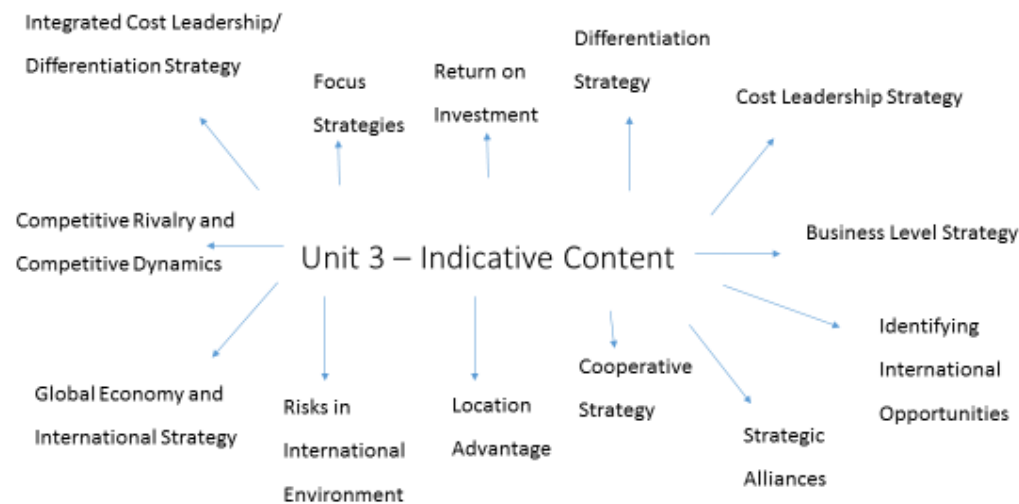 Integrated Cost Leadership/
Differentiation Strategy
Focus
Strategies
Return on
Investment
Differentiation
Strategy
Cost Leadership Strategy
Competitive Rivalry and
Competitive Dynamics
Unit 3 – Indicative Content
Business Level Strategy
Global Economy and
International Strategy
Risks in
International
Environment
Location
Advantage
Cooperative
Strategy
Strategic
Alliances
Identifying
International
Opportunities